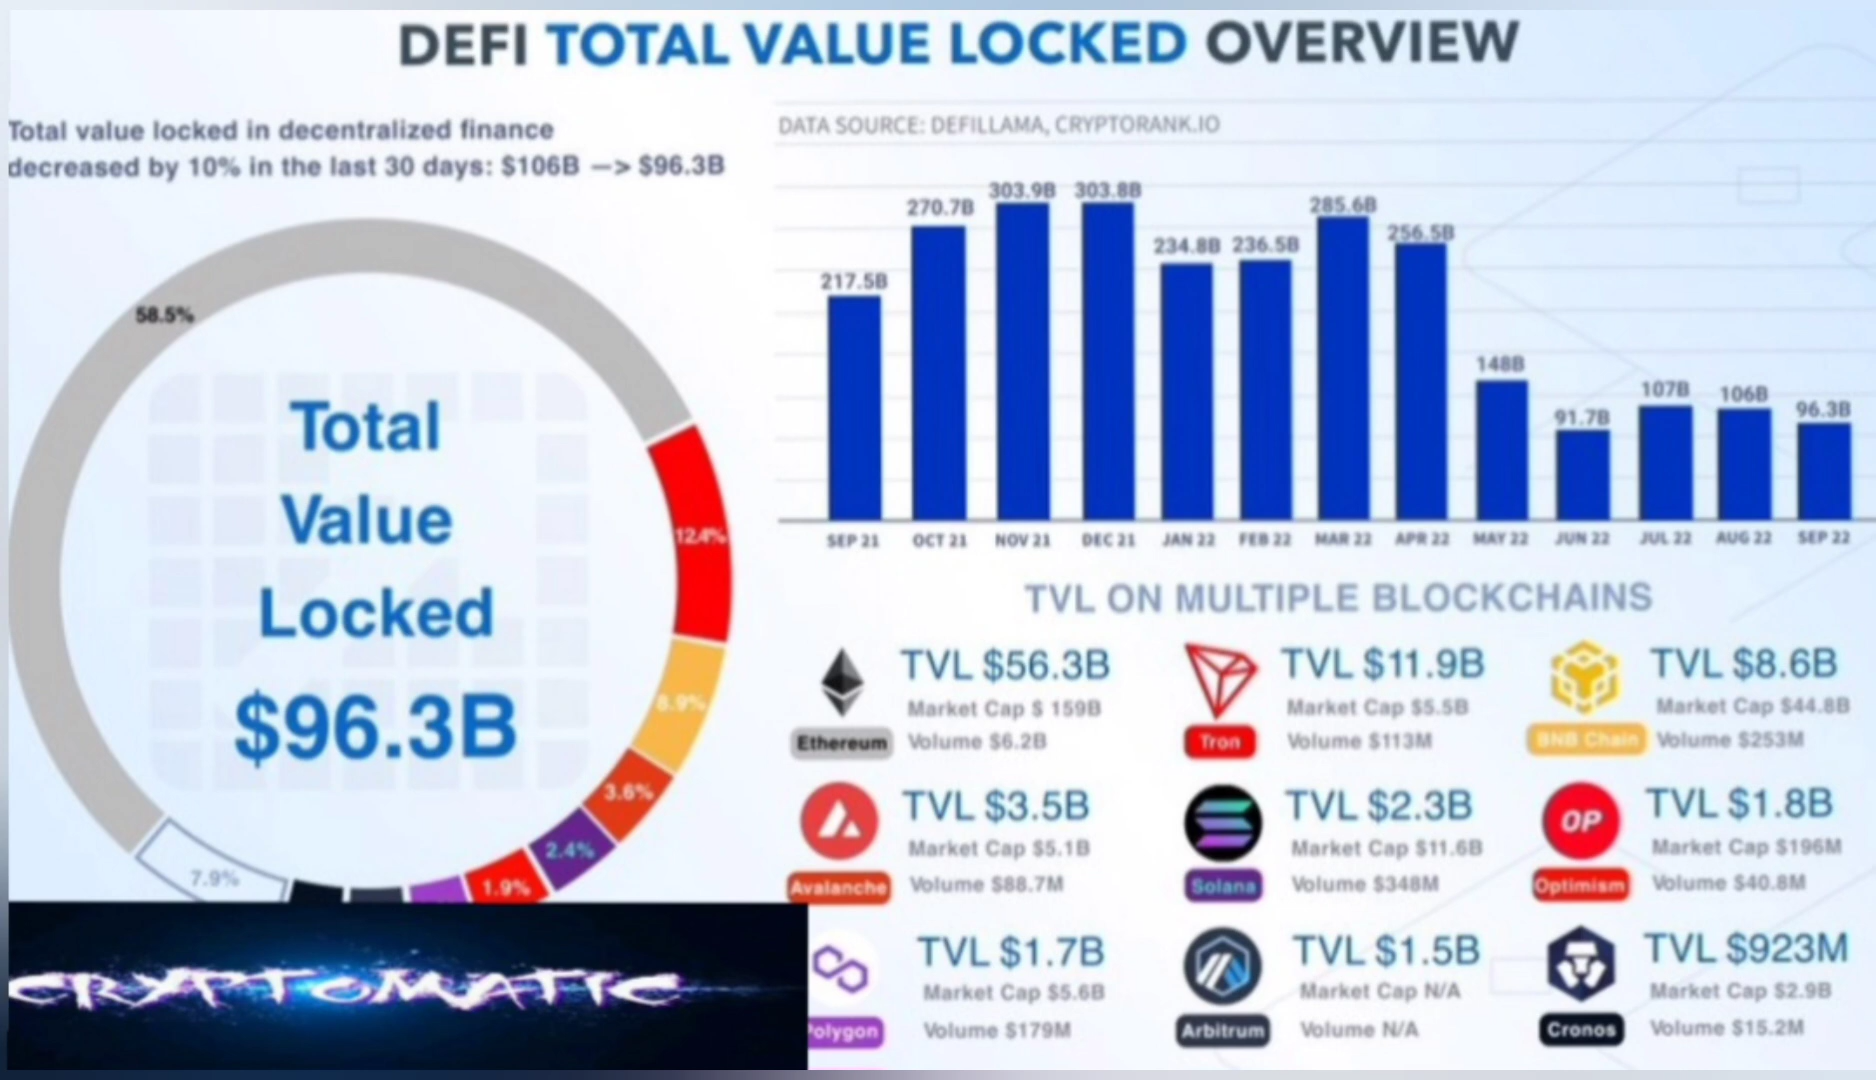 DEFI TOTAL VALUE LOCKED OVERVIEW
Total value locked in decentralized finance
decreased by 10% in the last 30 days: $106B —> $96.3B
58.5%
12.4%
8.9%
3.6%
2.4%
1.9%
7.9%
Total
Value
Locked
$96.3B
CRYPTOMATIC
DATA SOURCE: DEFILLAMA, CRYPTORANK.IO
217.5B
270.7B
303.9B
303.8B
234.8B
236.5B
285.6B
256.5B
148B
91.7B
107B
106B
96.3B
SEP 21
OCT 21
NOV 21
DEC 21
JAN 22
FEB 22
MAR 22
APR 22
MAY 22
JUN 22
JUL 22
AUG 22
SEP 22
TVL ON MULTIPLE BLOCKCHAINS
Ethereum
TVL $56.3B
Market Cap $ 159B
Volume $6.2B
Tron
TVL $11.9B
Market Cap $5.5B
Volume $113M
BNB Chain
TVL $8.6B
Market Cap $44.8B
Volume $253M
Avalanche
TVL $3.5B
Market Cap $5.1B
Volume $88.7M
Solana
TVL $2.3B
Market Cap $11.6B
Volume $348M
OP
Optimism
TVL $1.8B
Market Cap $196M
Volume $40.8M
Polygon
TVL $1.7B
Market Cap $5.6B
Volume $179M
Arbitrum
TVL $1.5B
Market Cap N/A
Volume N/A
Cronos
TVL $923M
Market Cap $2.9B
Volume $15.2M